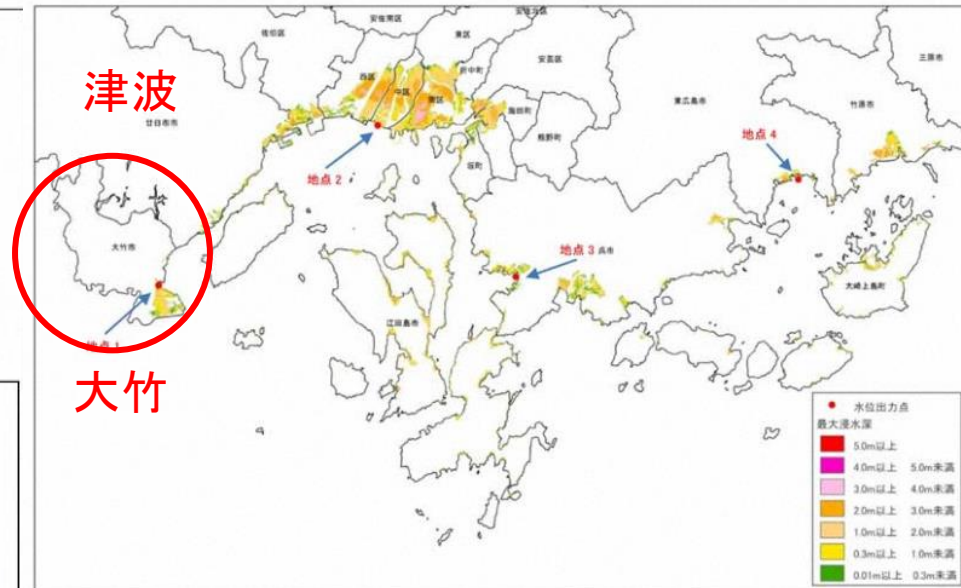 津波
大竹
安佐南区
安佐北区
佐伯区
東区
西区
中区
府中町
南区
安芸区
海田町
熊野町
坂町
廿日市市
大竹市
東広島市
三原市
竹原市
呉市
江田島市
大崎上島町
地点 1
地点 2
地点 3
地点 4
水位出力点
最大浸水深
5.0m以上
4.0m以上 5.0m未満
3.0m以上 4.0m未満
2.0m以上 3.0m未満
1.0m以上 2.0m未満
0.3m以上 1.0m未満
0.01m以上 0.3m未満